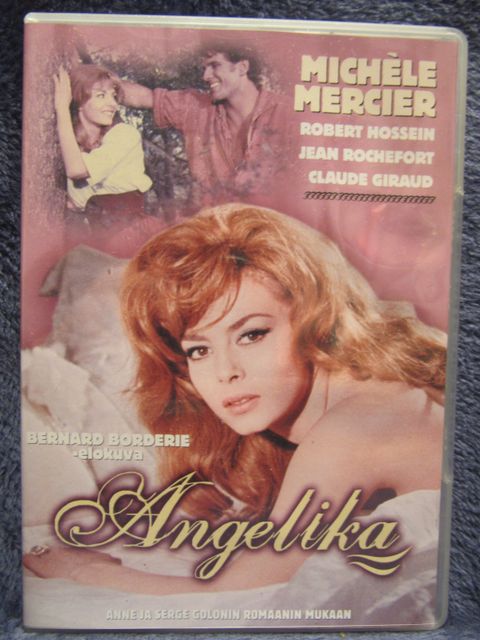 MICHÈLE
MERCIER
ROBERT HOSSEIN
JEAN ROCHEFORT
CLAUDE GIRAUD
BERNARD BORDERIE
-elokuva
Angelika
ANNE JA SERGE GOLONIN ROMAANIN MUKAAN